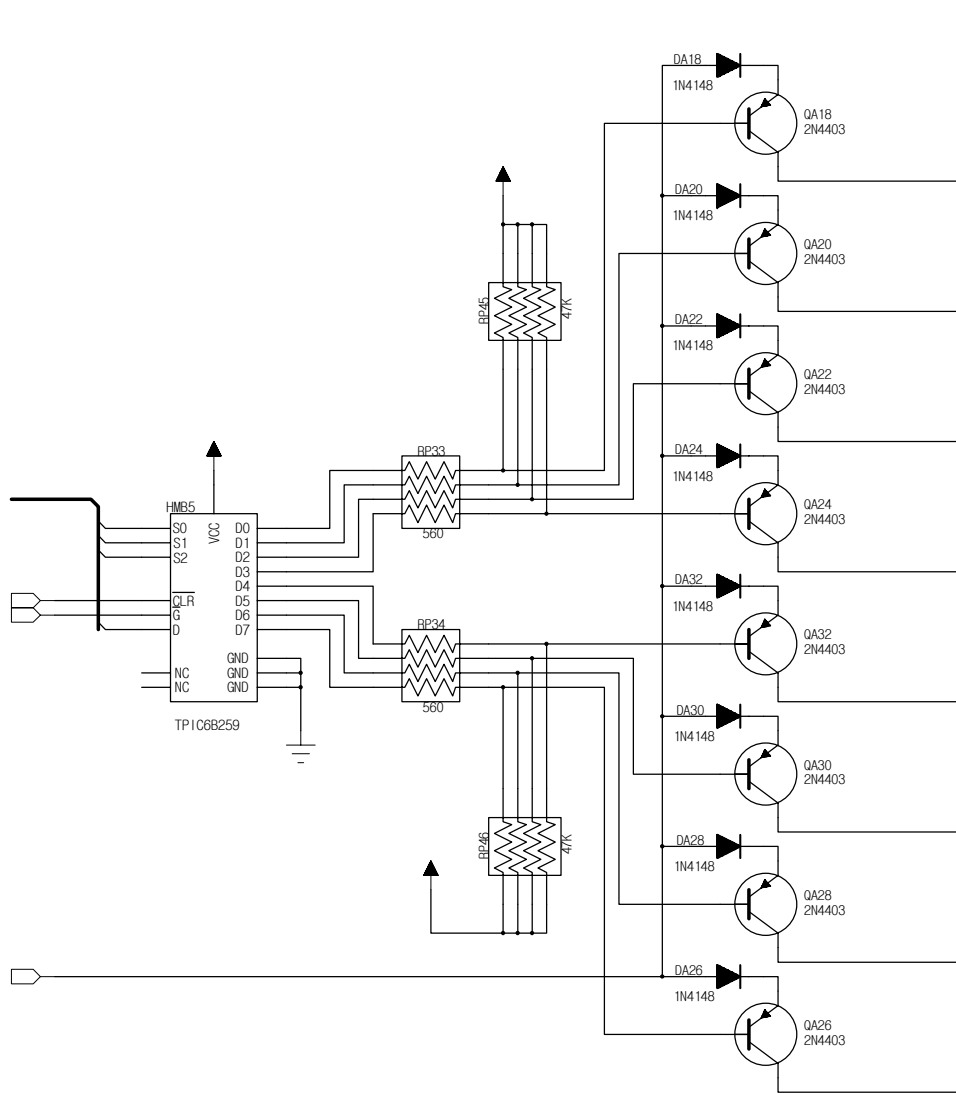 DA18
1N4148
QA18
2N4403
DA20
1N4148
QA20
2N4403
RP45
47K
DA22
1N4148
QA22
2N4403
RP33
560
DA24
1N4148
QA24
2N4403
HMB5
VCC
S0
S1
S2
CLR
G
D
NC
NC
D0
D1
D2
D3
D4
D5
D6
D7
GND
GND
GND
TPIC6B259
RP34
560
DA32
1N4148
QA32
2N4403
DA30
1N4148
QA30
2N4403
RP46
47K
DA28
1N4148
QA28
2N4403
DA26
1N4148
QA26
2N4403